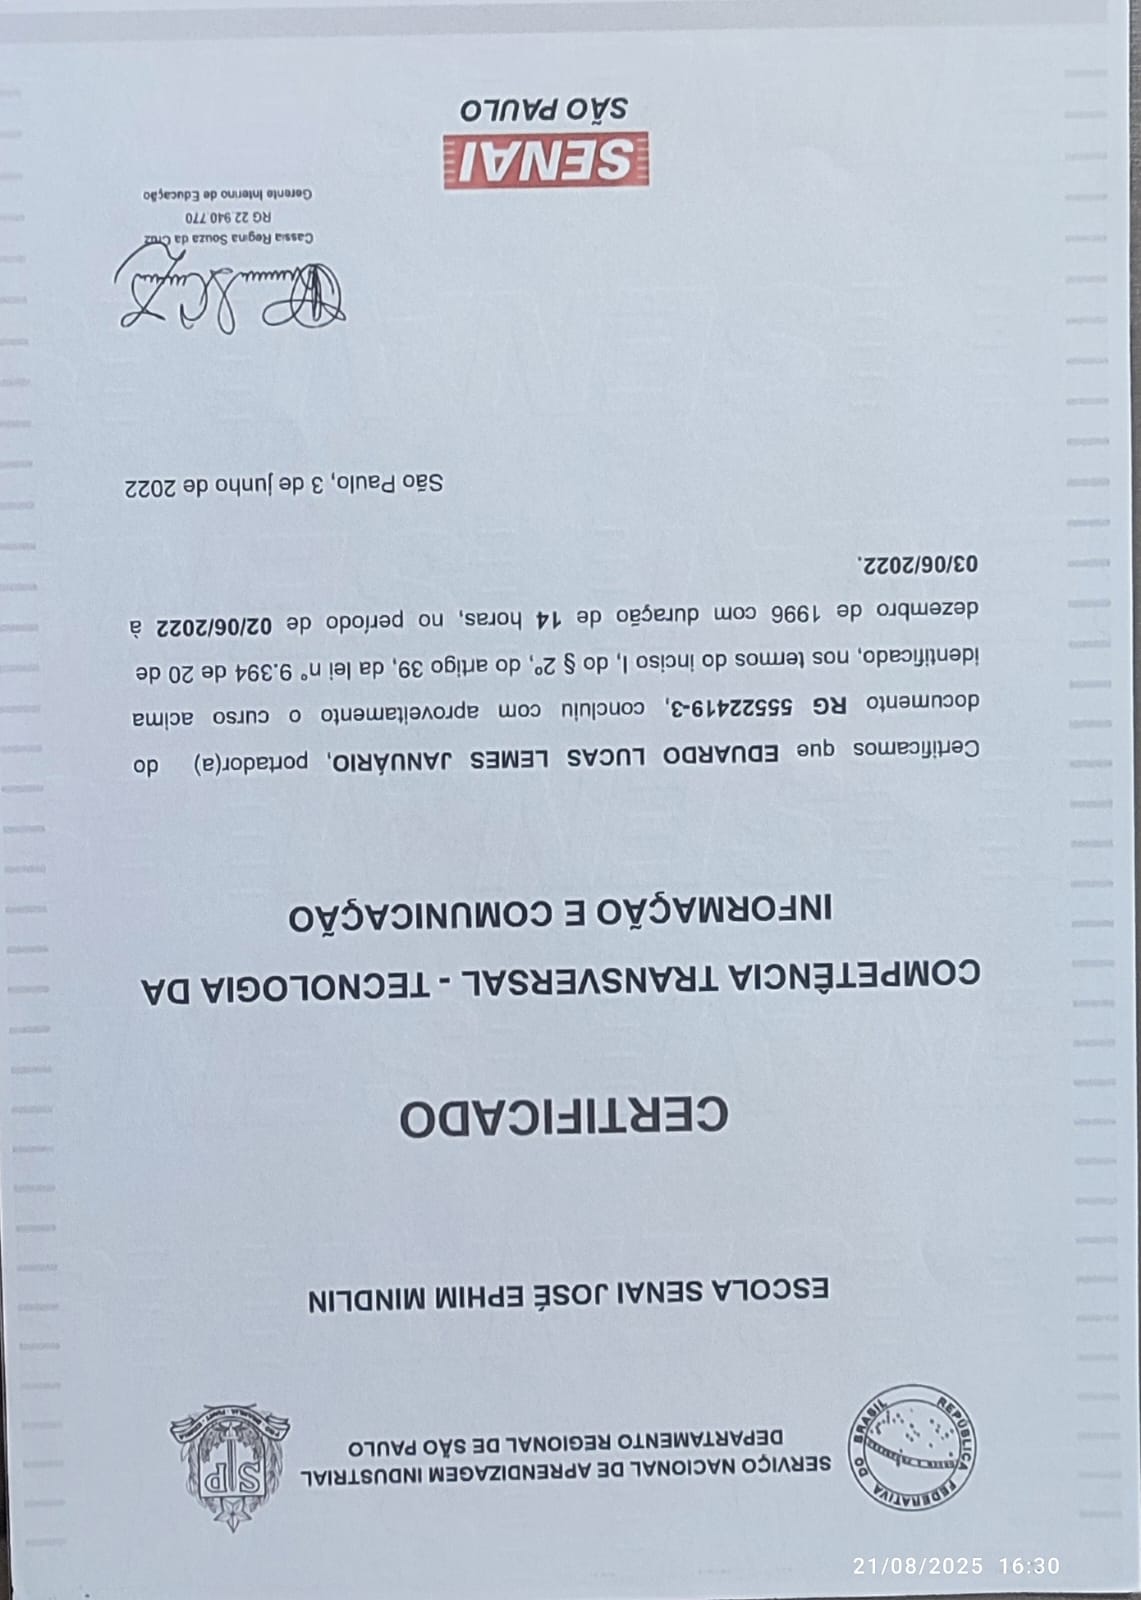 21/08/2025 16:30
REPÚBLICA FEDERATIVA DO BRASIL
SERVIÇO NACIONAL DE APRENDIZAGEM INDUSTRIAL
DEPARTAMENTO REGIONAL DE SÃO PAULO
SP
ESCOLA SENAI JOSÉ EPHIM MINDLIN
CERTIFICADO
COMPETÊNCIA TRANSVERSAL - TECNOLOGIA DA
INFORMAÇÃO E COMUNICAÇÃO
Certificamos que EDUARDO LUCAS LEMES JANUÁRIO, portador(a) do
documento RG 55522419-3, concluiu com aproveitamento o curso acima
identificado, nos termos do inciso I, do § 2º, do artigo 39, da lei n° 9.394 de 20 de
dezembro de 1996 com duração de 14 horas, no período de 02/06/2022 à
03/06/2022.
São Paulo, 3 de junho de 2022
Cassia Regina Souza da Cruz
RG 22.940.770
Gerente Interino de Educação
SENAI
SÃO PAULO